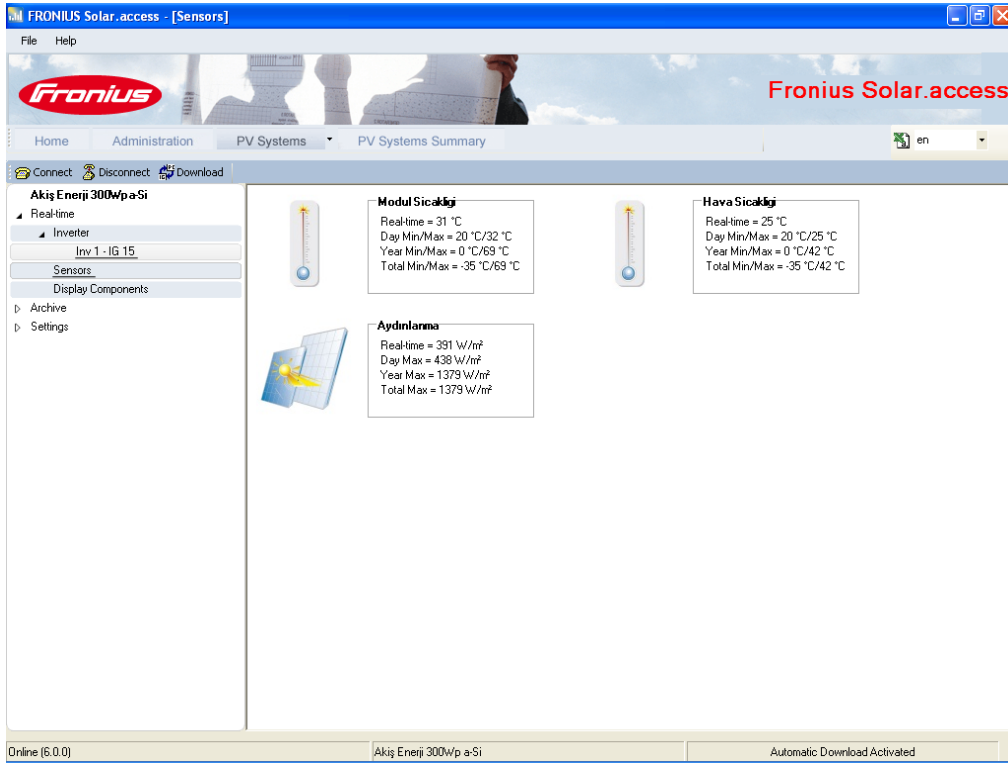 FRONIUS Solar.access - [Sensors]
File Help
Fronius
Fronius Solar.access
Home Administration PV Systems PV Systems Summary en
Connect Disconnect Download
Akiş Enerji 300Wp a-Si
Real-time
Inverter
Inv 1 - IG 15
Sensors
Display Components
Archive
Settings
Modul Sicakligi
Real-time = 31 °C
Day Min/Max = 20 °C/32 °C
Year Min/Max = 0 °C/69 °C
Total Min/Max = -35 °C/69 °C
Hava Sicakligi
Real-time = 25 °C
Day Min/Max = 20 °C/25 °C
Year Min/Max = 0 °C/42 °C
Total Min/Max = -35 °C/42 °C
Aydınlanma
Real-time = 391 W/m²
Day Max = 438 W/m²
Year Max = 1379 W/m²
Total Max = 1379 W/m²
Online (6.0.0) Akiş Enerji 300Wp a-Si Automatic Download Activated